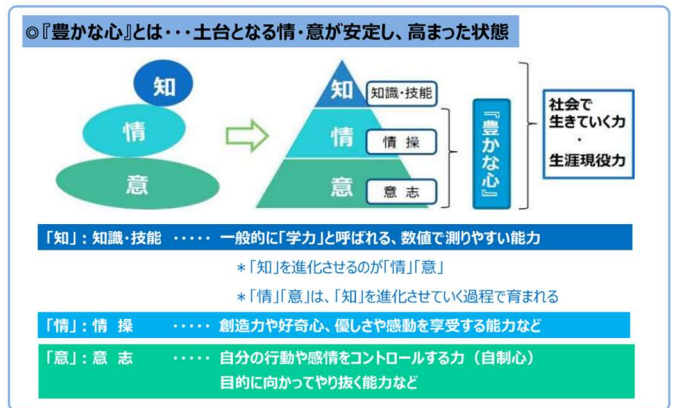 ◎『豊かな心』とは・・・土台となる情・意が安定し、高まった状態
知
情
意
知
情
意
知識・技能
情 操
意 志
『豊かな心』
社会で
生きていく力
・
生涯現役力
「知」：知識・技能 ・・・・・ 一般的に「学力」と呼ばれる、数値で測りやすい能力
＊「知」を進化させるのが「情」「意」
＊「情」「意」は、「知」を進化させていく過程で育まれる
「情」：情 操 ・・・・・ 創造力や好奇心、優しさや感動を享受する能力など
「意」：意 志 ・・・・・ 自分の行動や感情をコントロールする力（自制心）
目的に向かってやり抜く能力など